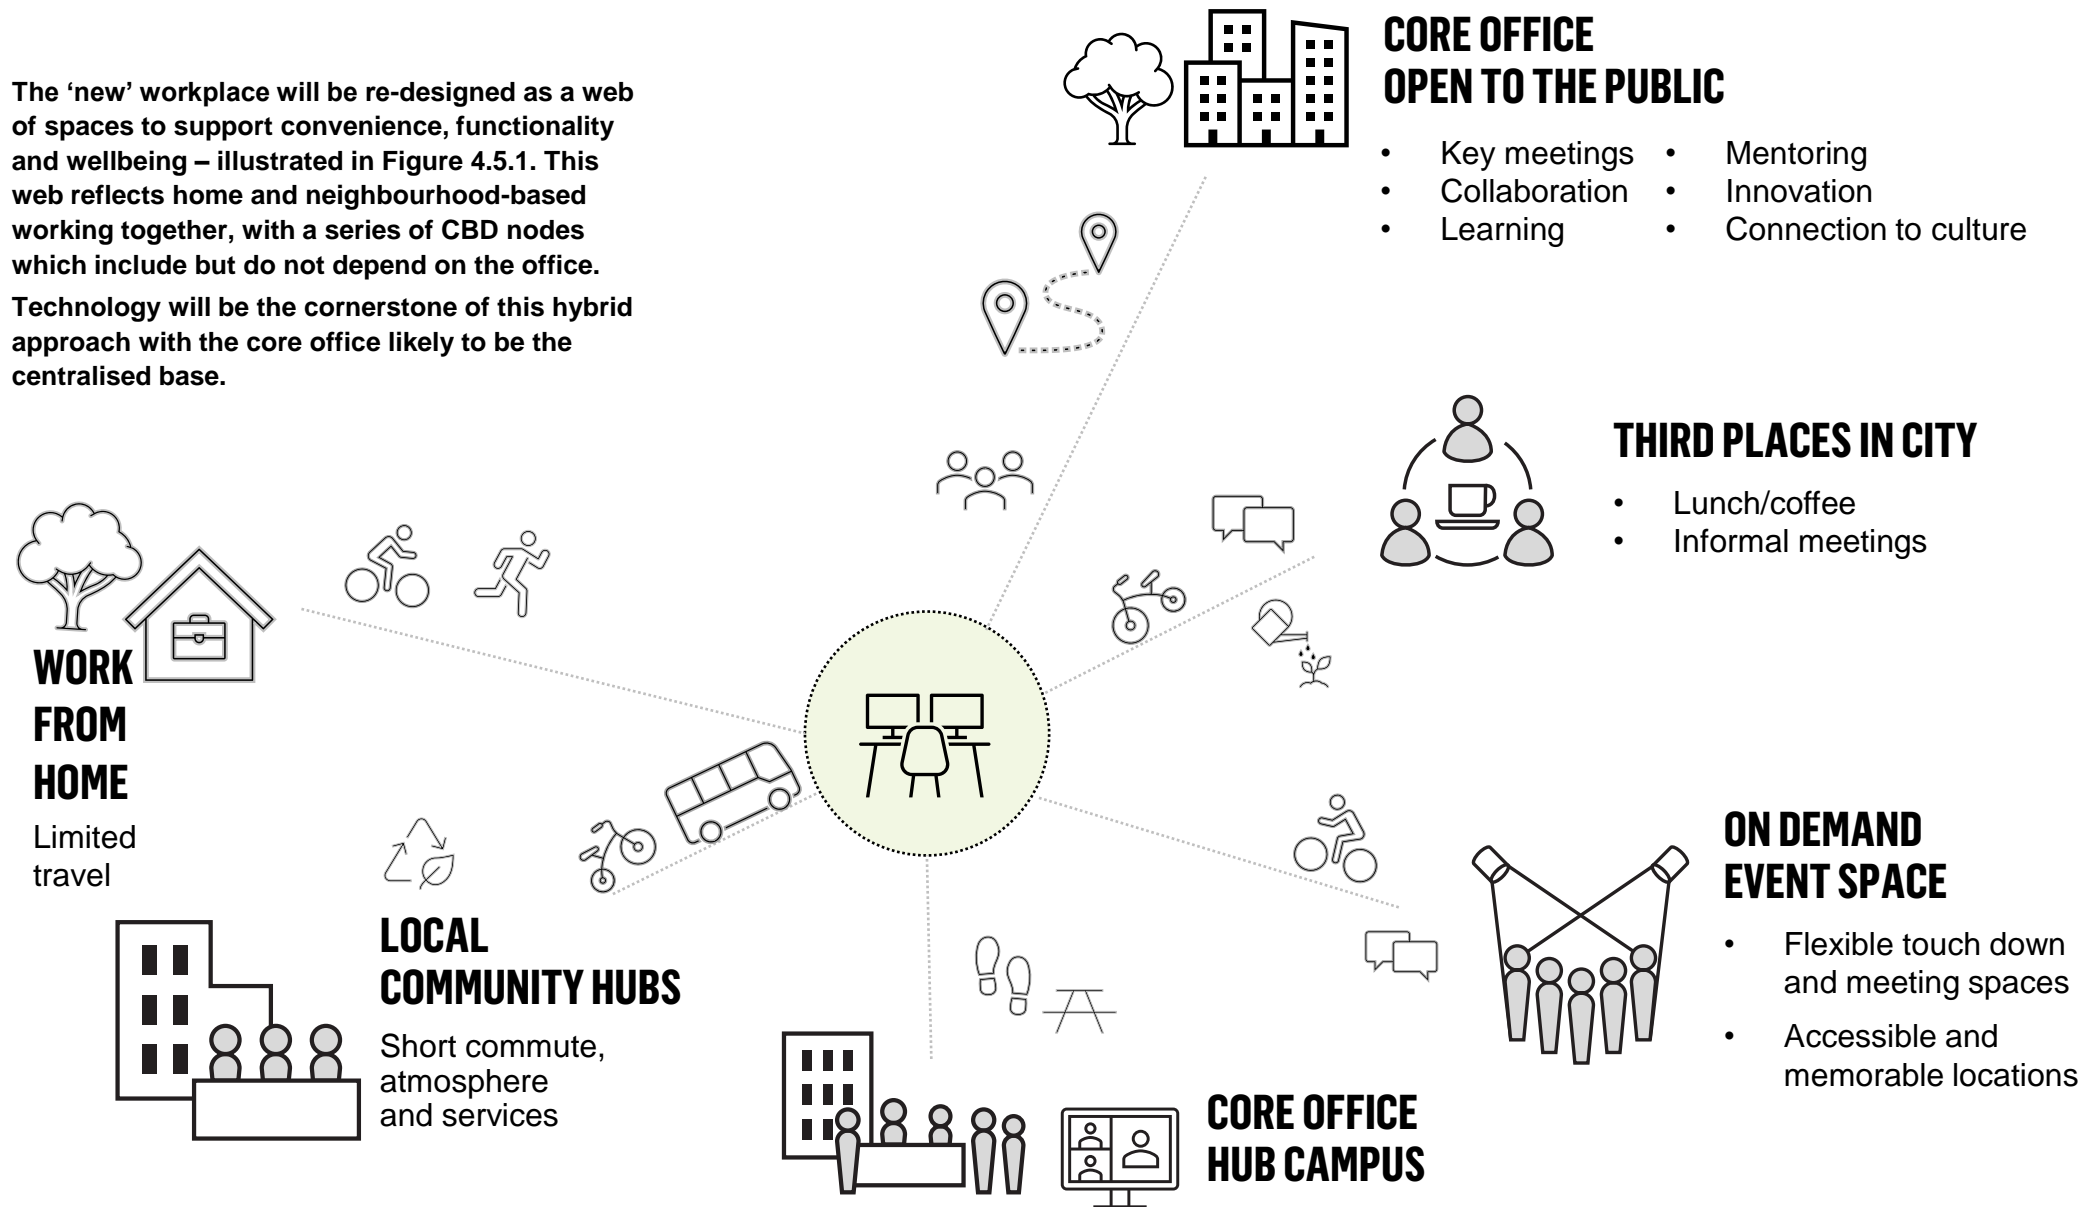 The ‘new’ workplace will be re-designed as a web
of spaces to support convenience, functionality
and wellbeing – illustrated in Figure 4.5.1. This
web reflects home and neighbourhood-based
working together, with a series of CBD nodes
which include but do not depend on the office.
Technology will be the cornerstone of this hybrid
approach with the core office likely to be the
centralised base.
CORE OFFICE
OPEN TO THE PUBLIC
• Key meetings
• Collaboration
• Learning
• Mentoring
• Innovation
• Connection to culture
THIRD PLACES IN CITY
• Lunch/coffee
• Informal meetings
WORK
FROM
HOME
Limited
travel
ON DEMAND
EVENT SPACE
• Flexible touch down
and meeting spaces
• Accessible and
memorable locations
LOCAL
COMMUNITY HUBS
Short commute,
atmosphere
and services
CORE OFFICE
HUB CAMPUS